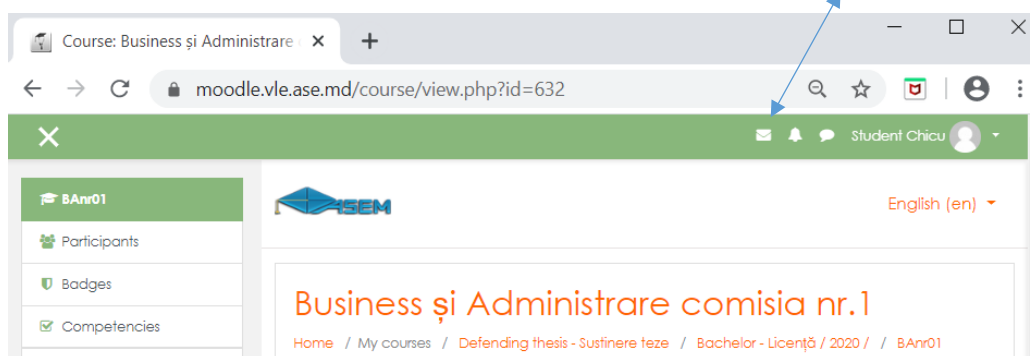 Course: Business și Administrare
moodle.vle.ase.md/course/view.php?id=632
Student Chicu
BAnr01
ASEM
English (en)
Participants
Badges
Competencies
Business și Administrare comisia nr.1
Home / My courses / Defending thesis - Sustinere teze / Bachelor - Licență / 2020 / / BAnr01